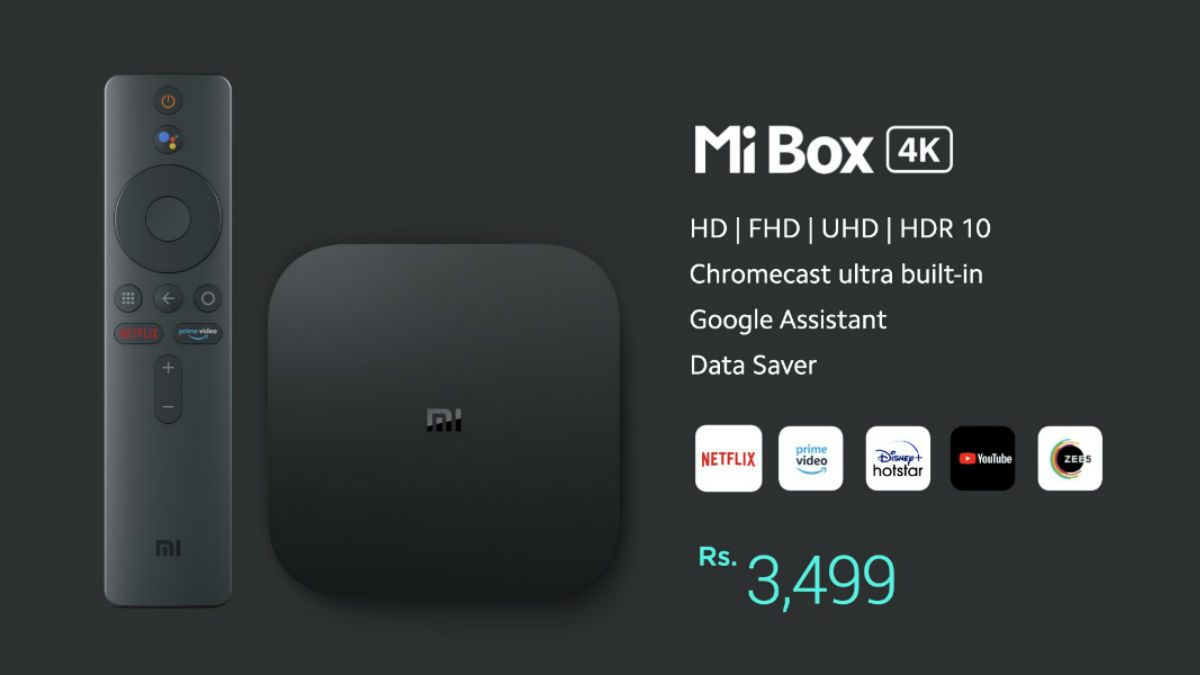 NETFLIX
prime video
+
-
mi
mi
Mi Box 4K
HD | FHD | UHD | HDR 10
Chromecast ultra built-in
Google Assistant
Data Saver
NETFLIX
prime
video
Disney+
hotstar
YouTube
ZEE5
Rs. 3,499